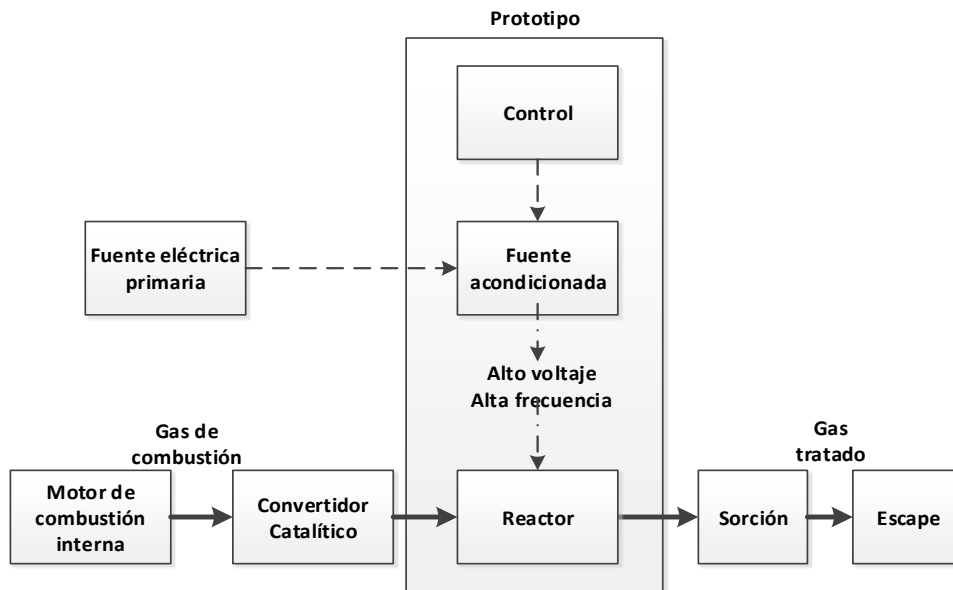 Prototipo
Control
Fuente eléctrica
primaria
Fuente
acondicionada
Alto voltaje
Alta frecuencia
Gas de
combustión
Gas
tratado
Motor de
combustión
interna
Convertidor
Catalítico
Reactor
Sorción
Escape